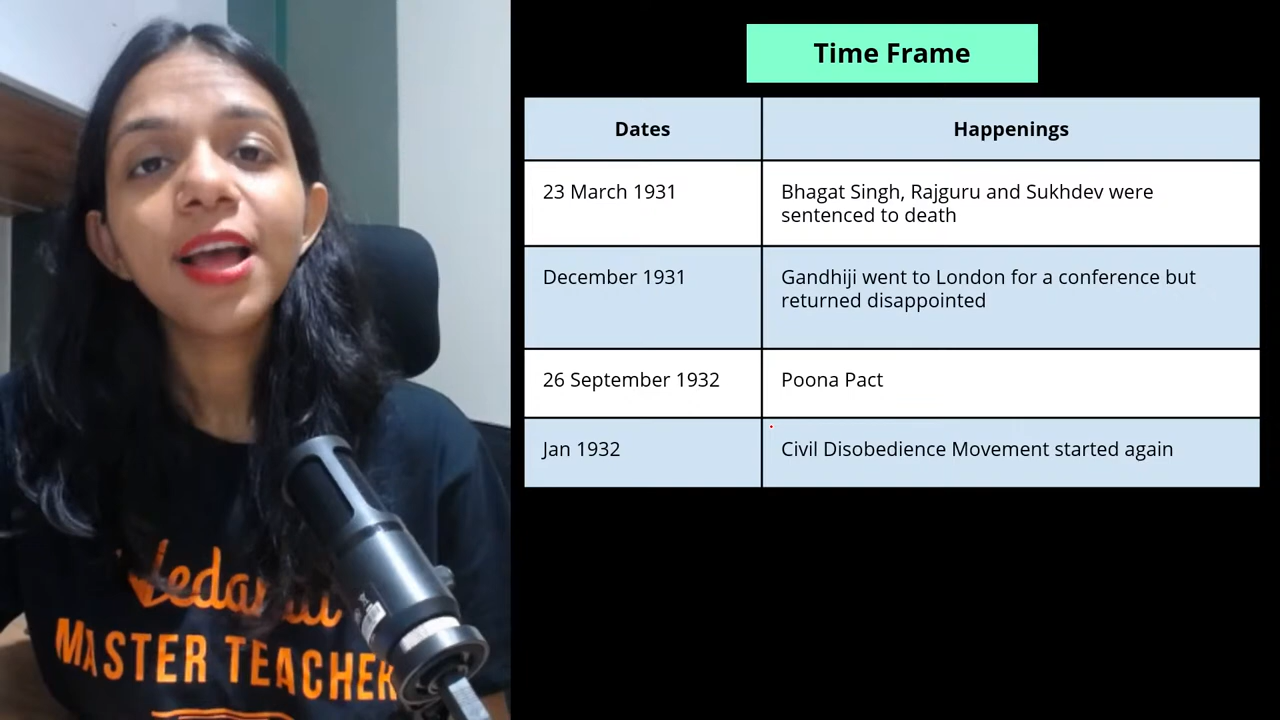 Time Frame
Dates
Happenings
23 March 1931
Bhagat Singh, Rajguru and Sukhdev were
sentenced to death
December 1931
Gandhiji went to London for a conference but
returned disappointed
26 September 1932
Poona Pact
Jan 1932
Civil Disobedience Movement started again
MASTER TEACHER